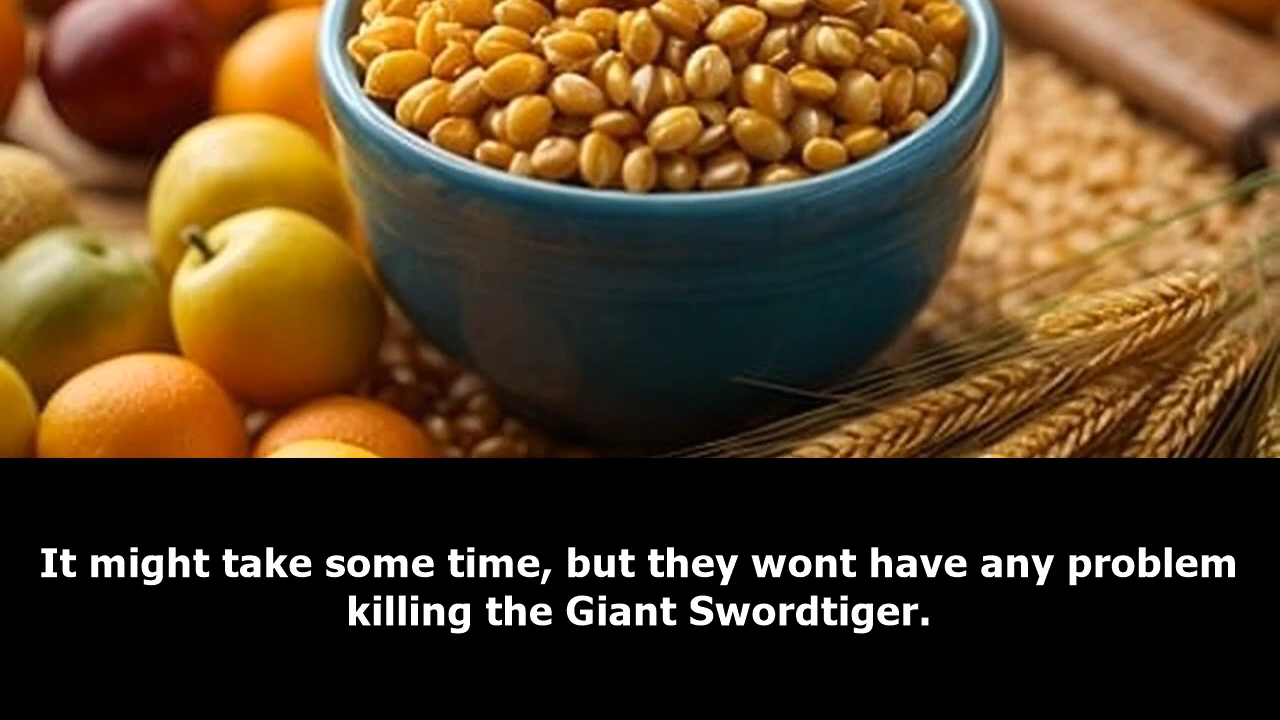 It might take some time, but they wont have any problem
killing the Giant Swordtiger.